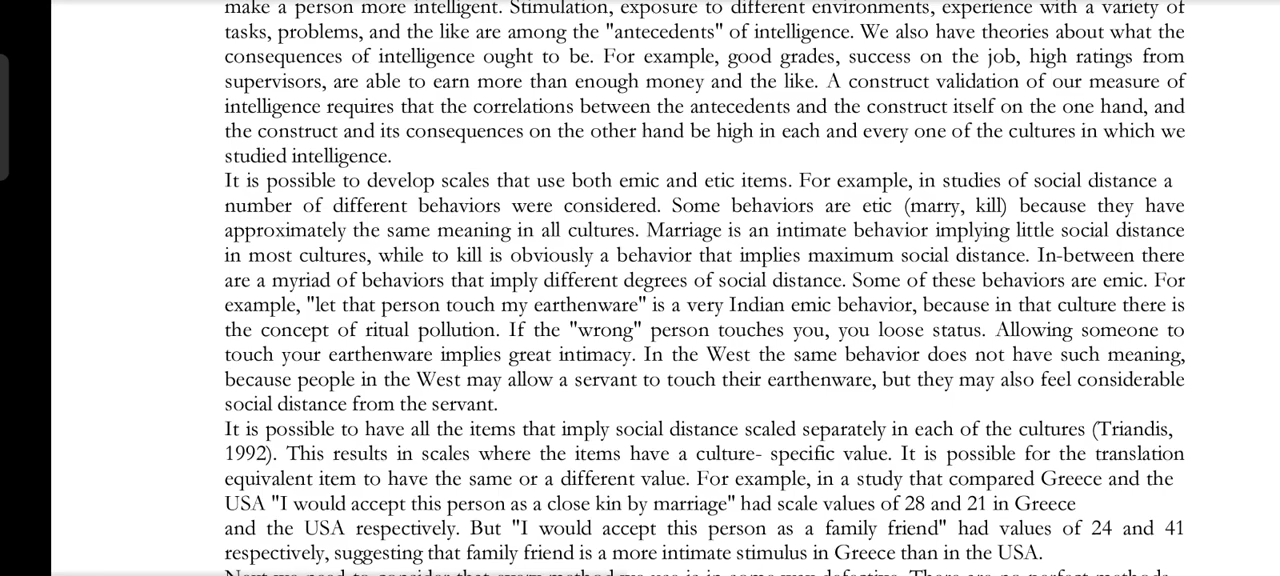 make a person more intelligent. Stimulation, exposure to different environments, experience with a variety of
tasks, problems, and the like are among the "antecedents" of intelligence. We also have theories about what the
consequences of intelligence ought to be. For example, good grades, success on the job, high ratings from
supervisors, are able to earn more than enough money and the like. A construct validation of our measure of
intelligence requires that the correlations between the antecedents and the construct itself on the one hand, and
the construct and its consequences on the other hand be high in each and every one of the cultures in which we
studied intelligence.
It is possible to develop scales that use both emic and etic items. For example, in studies of social distance a
number of different behaviors were considered. Some behaviors are etic (marry, kill) because they have
approximately the same meaning in all cultures. Marriage is an intimate behavior implying little social distance
in most cultures, while to kill is obviously a behavior that implies maximum social distance. In-between there
are a myriad of behaviors that imply different degrees of social distance. Some of these behaviors are emic. For
example, "let that person touch my earthenware" is a very Indian emic behavior, because in that culture there is
the concept of ritual pollution. If the "wrong" person touches you, you loose status. Allowing someone to
touch your earthenware implies great intimacy. In the West the same behavior does not have such meaning,
because people in the West may allow a servant to touch their earthenware, but they may also feel considerable
social distance from the servant.
It is possible to have all the items that imply social distance scaled separately in each of the cultures (Triandis,
1992). This results in scales where the items have a culture- specific value. It is possible for the translation
equivalent item to have the same or a different value. For example, in a study that compared Greece and the
USA "I would accept this person as a close kin by marriage" had scale values of 28 and 21 in Greece
and the USA respectively. But "I would accept this person as a family friend" had values of 24 and 41
respectively, suggesting that family friend is a more intimate stimulus in Greece than in the USA.